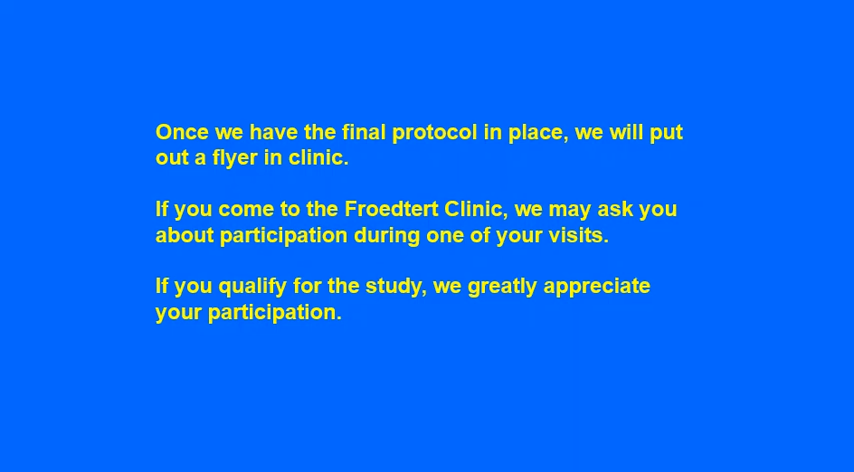 Once we have the final protocol in place, we will put
out a flyer in clinic.
If you come to the Froedtert Clinic, we may ask you
about participation during one of your visits.
If you qualify for the study, we greatly appreciate
your participation.